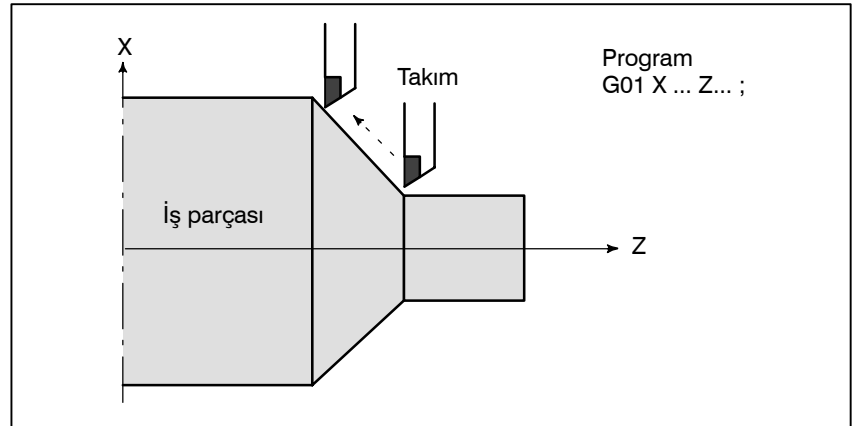 X
Takım
Program
G01 X ... Z... ;
İş parçası
Z